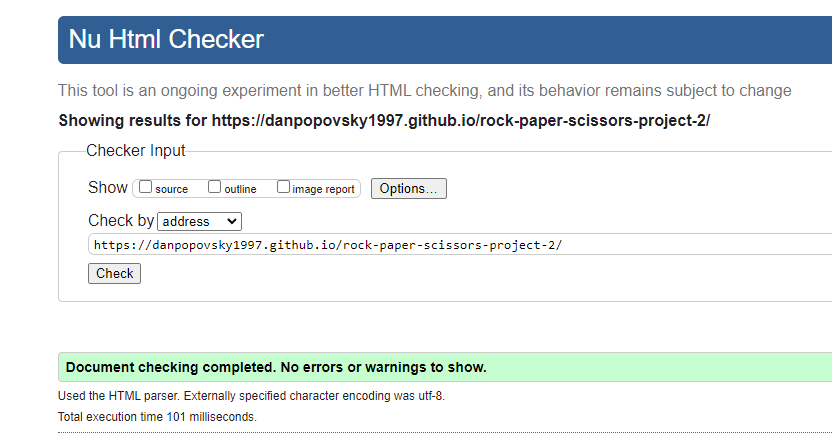 Nu Html Checker
This tool is an ongoing experiment in better HTML checking, and its behavior remains subject to change
Showing results for https://danpopovsky1997.github.io/rock-paper-scissors-project-2/
Checker Input
Show source outline image report Options...
Check by address
https://danpopovsky1997.github.io/rock-paper-scissors-project-2/
Check
Document checking completed. No errors or warnings to show.
Used the HTML parser. Externally specified character encoding was utf-8.
Total execution time 101 milliseconds.